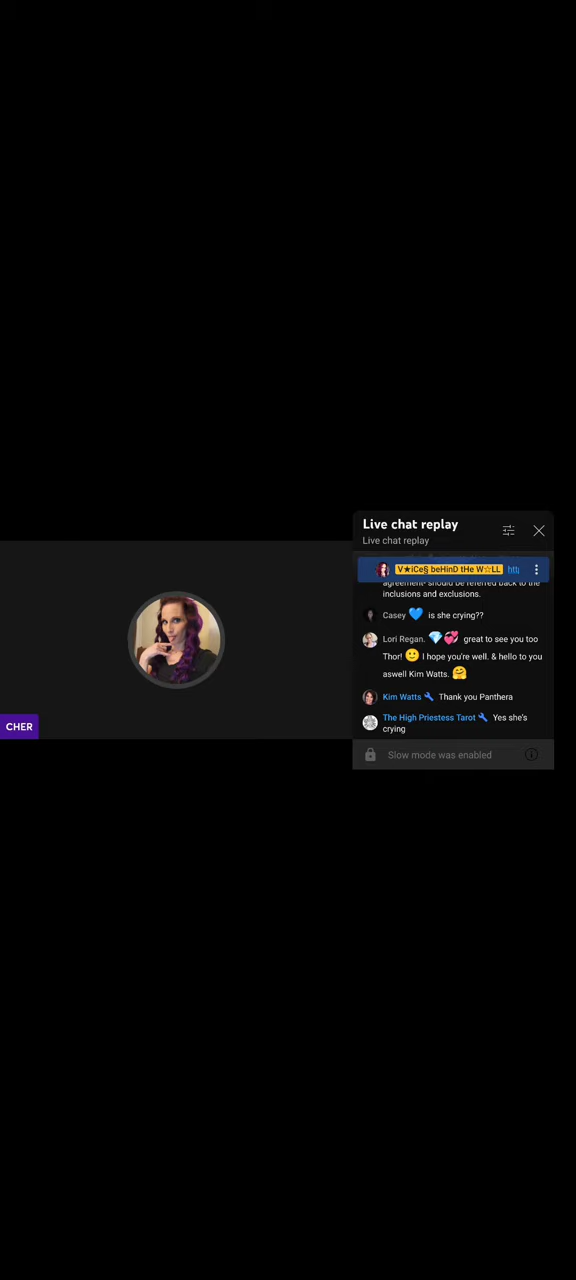 Live chat replay
Live chat replay
V★iCe§ beHinD tHe W☆LL
agreement- should be referred back to the
inclusions and exclusions.
Casey 💙 is she crying??
Lori Regan. 💎💞 great to see you too
Thor! 🙂 I hope you're well. & hello to you
aswell Kim Watts. 🤗
Kim Watts Thank you Panthera
The High Priestess Tarot Yes she's
crying
CHER
Slow mode was enabled